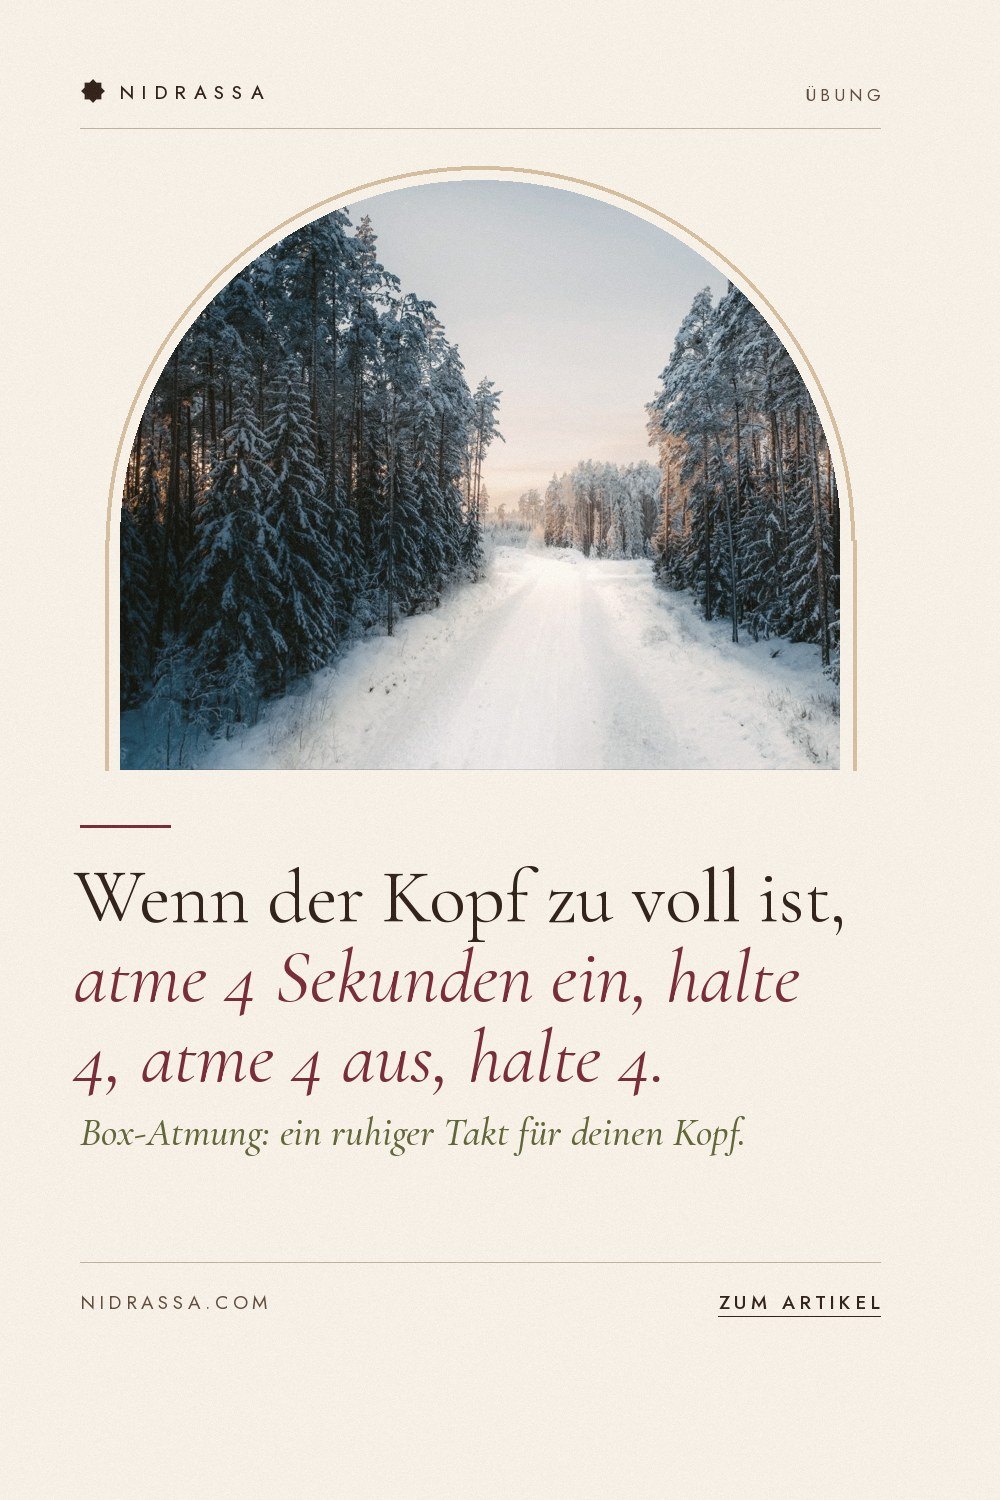 NIDRASSA
ÜBUNG
Wenn der Kopf zu voll ist,
atme 4 Sekunden ein, halte
4, atme 4 aus, halte 4.
Box-Atmung: ein ruhiger Takt für deinen Kopf.
NIDRASSA.COM
ZUM ARTIKEL